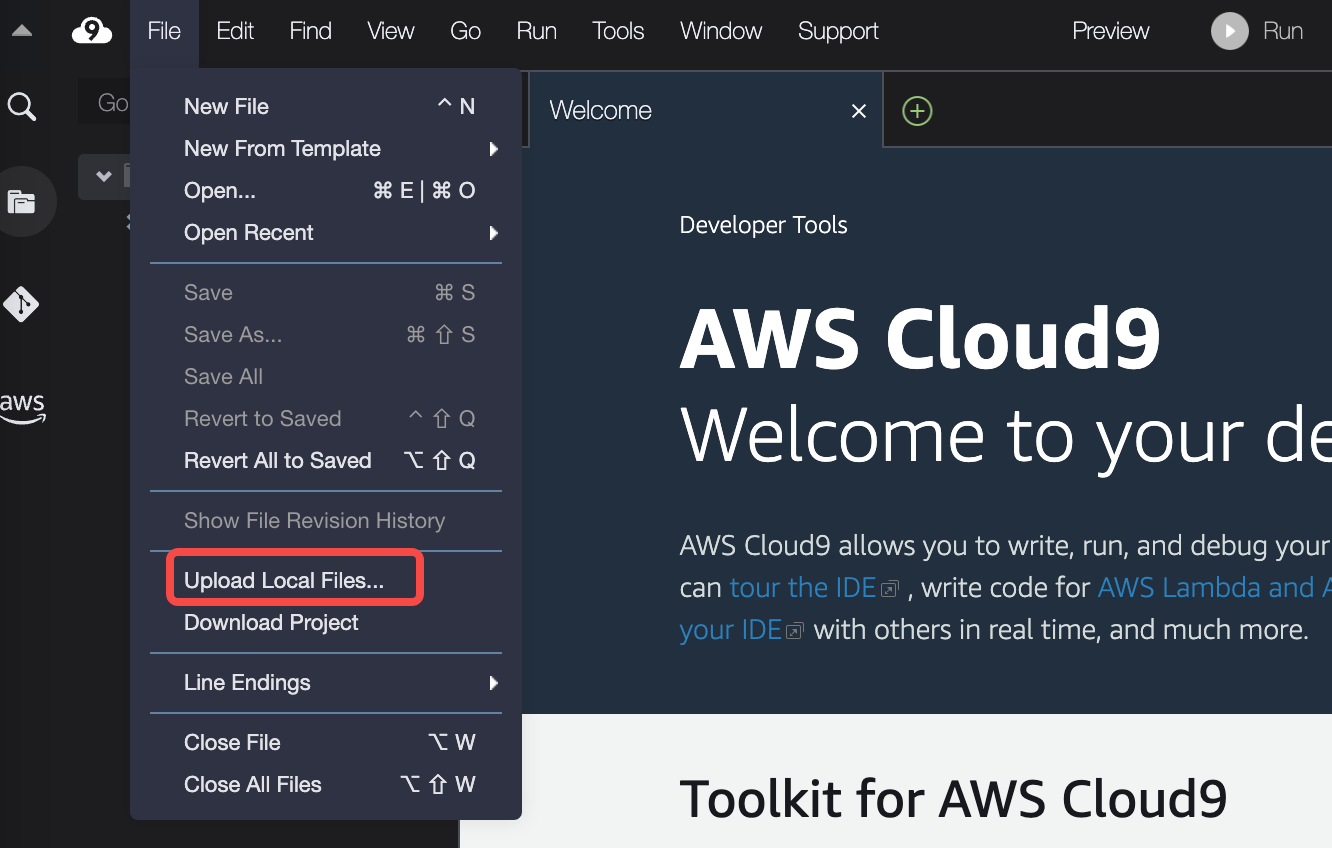 9 File Edit Find View Go Run Tools Window Support Preview Run
Go
Welcome
New File ^ N
New From Template
Open... ⌘ E | ⌘ O
Open Recent
Save ⌘ S
Save As... ⌘ ⇧ S
Save All
Revert to Saved ^ ⇧ Q
Revert All to Saved ⌥ ⇧ Q
Show File Revision History
Upload Local Files...
Download Project
Line Endings
Close File ⌥ W
Close All Files ⌥ ⇧ W
aws
Developer Tools
AWS Cloud9
Welcome to your de
AWS Cloud9 allows you to write, run, and debug your
can tour the IDE , write code for AWS Lambda and A
your IDE with others in real time, and much more.
Toolkit for AWS Cloud9